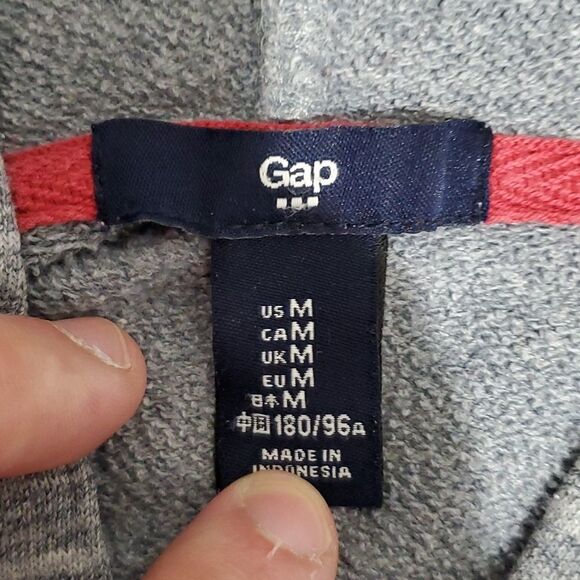 Gap
US M
CA M
UK M
EU M
日本 M
中国 180/96A
MADE IN
INDONESIA